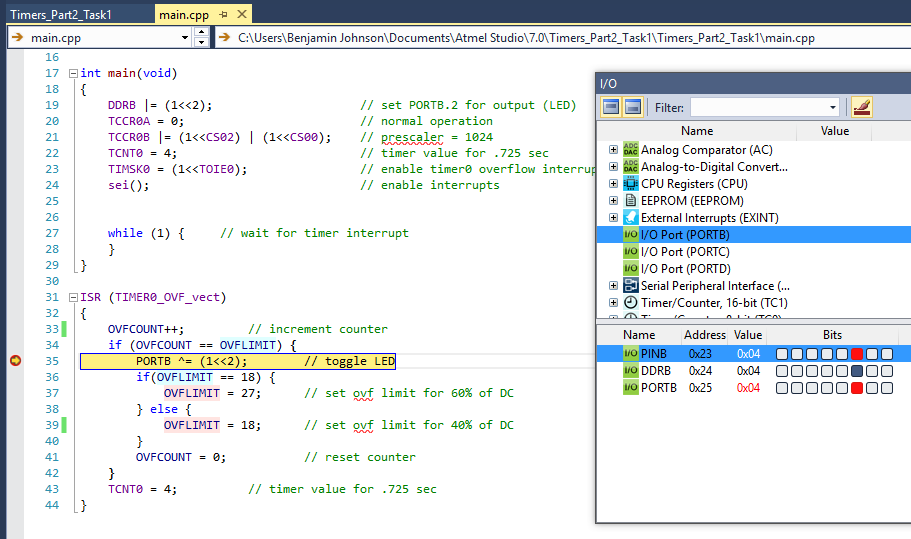 Timers_Part2_Task1 main.cpp
main.cpp C:\Users\Benjamin Johnson\Documents\Atmel Studio\7.0\Timers_Part2_Task1\Timers_Part2_Task1\main.cpp
16
17 int main(void)
18 {
19 DDRB |= (1<<2); // set PORTB.2 for output (LED)
20 TCCR0A = 0; // normal operation
21 TCCR0B |= (1<<CS02) | (1<<CS00); // prescaler = 1024
22 TCNT0 = 4; // timer value for .725 sec
23 TIMSK0 = (1<<TOIE0); // enable timer0 overflow interrup
24 sei(); // enable interrupts
25
26
27 while (1) { // wait for timer interrupt
28 }
29 }
30
31 ISR (TIMER0_OVF_vect)
32 {
33 OVFCOUNT++; // increment counter
34 if (OVFCOUNT == OVFLIMIT) {
35 PORTB ^= (1<<2); // toggle LED
36 if(OVFLIMIT == 18) {
37 OVFLIMIT = 27; // set ovf limit for 60% of DC
38 } else {
39 OVFLIMIT = 18; // set ovf limit for 40% of DC
40 }
41 OVFCOUNT = 0; // reset counter
42 }
43 TCNT0 = 4; // timer value for .725 sec
44 }
I/O
Filter:
Name Value
ADC DAC Analog Comparator (AC)
ADC DAC Analog-to-Digital Convert...
CPU Registers (CPU)
EEPROM (EEPROM)
External Interrupts (EXINT)
I/O I/O Port (PORTB)
I/O I/O Port (PORTC)
I/O I/O Port (PORTD)
Serial Peripheral Interface (...
Timer/Counter, 16-bit (TC1)
Name Address Value Bits
I/O PINB 0x23 0x04
I/O DDRB 0x24 0x04
I/O PORTB 0x25 0x04